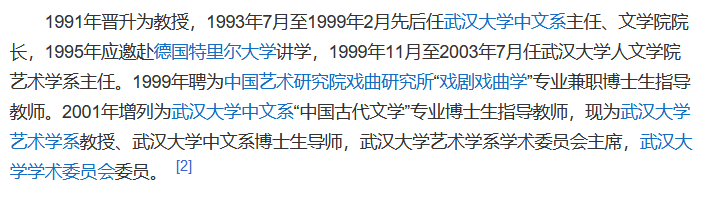 1991年晋升为教授，1993年7月至1999年2月先后任武汉大学中文系主任、文学院院
长，1995年应邀赴德国特里尔大学讲学，1999年11月至2003年7月任武汉大学人文学院
艺术学系主任。1999年聘为中国艺术研究院戏曲研究所“戏剧戏曲学”专业兼职博士生指导
教师。2001年增列为武汉大学中文系“中国古代文学”专业博士生指导教师，现为武汉大学
艺术学系教授、武汉大学中文系博士生导师，武汉大学艺术学系学术委员会主席，武汉大
学学术委员会委员。 [2]